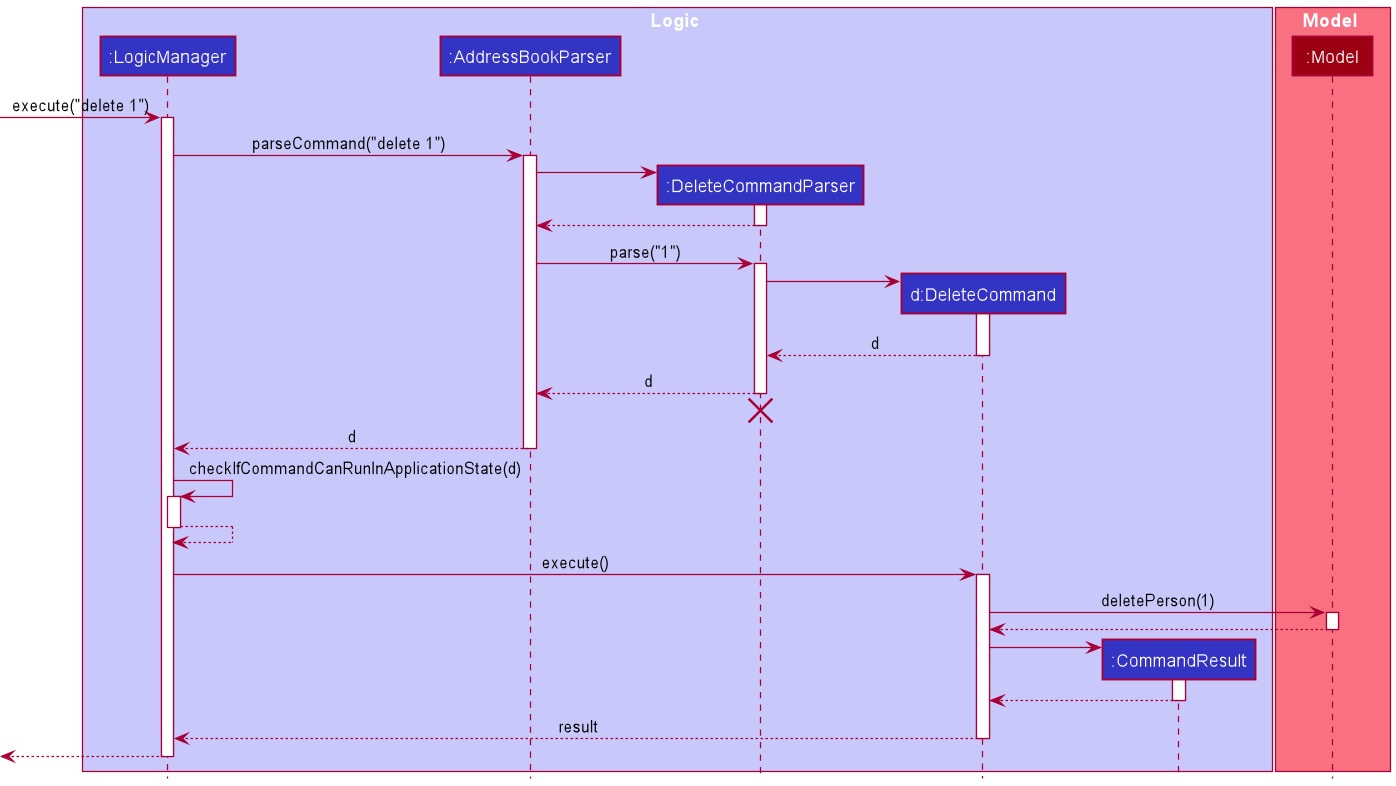 Logic
Model
:LogicManager
:AddressBookParser
:Model
execute("delete 1")
parseCommand("delete 1")
:DeleteCommandParser
parse("1")
d:DeleteCommand
d
d
d
checkIfCommandCanRunInApplicationState(d)
execute()
deletePerson(1)
:CommandResult
result